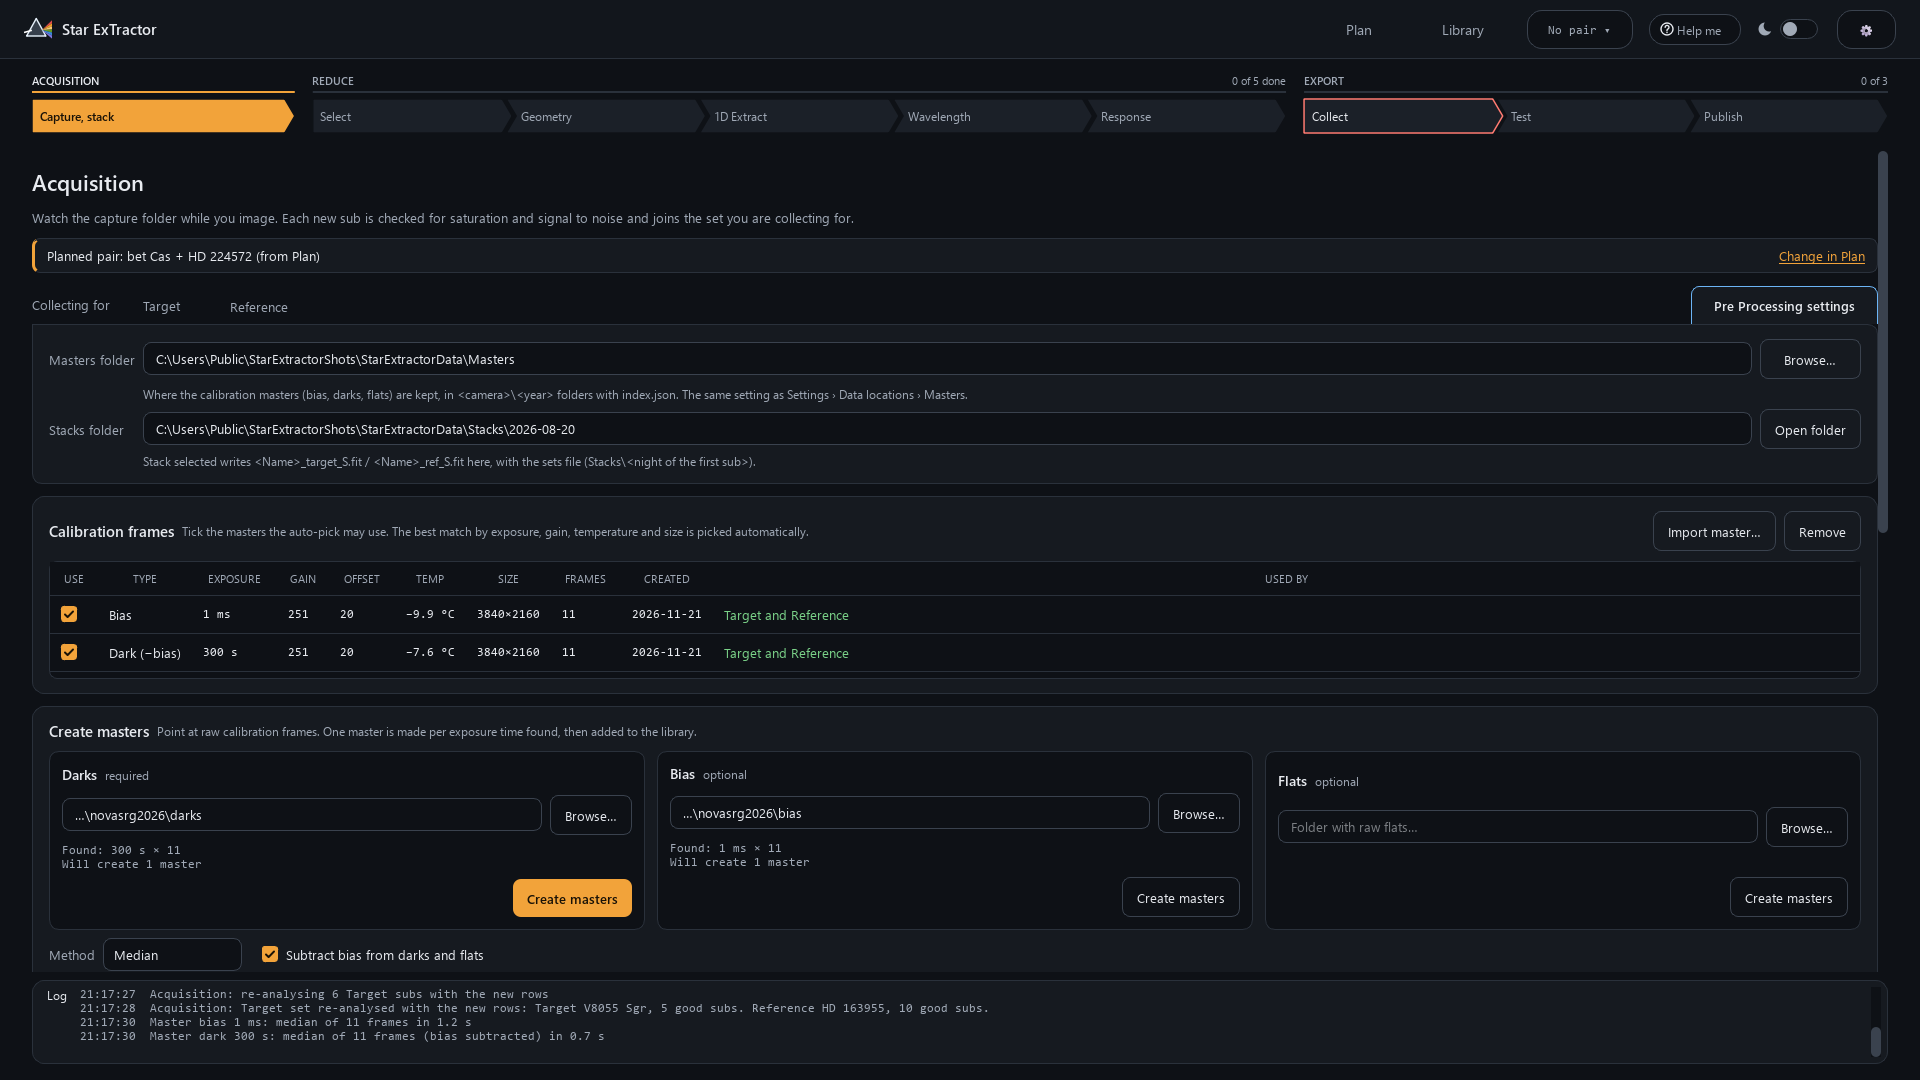 Star ExTractor
Plan
Library
No pair ▾
Help me
ACQUISITION
REDUCE
0 of 5 done
EXPORT
0 of 3
Capture, stack
Select
Geometry
1D Extract
Wavelength
Response
Collect
Test
Publish
Acquisition
Watch the capture folder while you image. Each new sub is checked for saturation and signal to noise and joins the set you are collecting for.
Planned pair: bet Cas + HD 224572 (from Plan)
Change in Plan
Collecting for
Target
Reference
Pre Processing settings
Masters folder
C:\Users\Public\StarExtractorShots\StarExtractorData\Masters
Browse...
Where the calibration masters (bias, darks, flats) are kept, in <camera>\<year> folders with index.json. The same setting as Settings › Data locations › Masters.
Stacks folder
C:\Users\Public\StarExtractorShots\StarExtractorData\Stacks\2026-08-20
Open folder
Stack selected writes <Name>_target_S.fit / <Name>_ref_S.fit here, with the sets file (Stacks\<night of the first sub>).
Calibration frames Tick the masters the auto-pick may use. The best match by exposure, gain, temperature and size is picked automatically.
Import master...
Remove
USE TYPE EXPOSURE GAIN OFFSET TEMP SIZE FRAMES CREATED USED BY
Bias 1 ms 251 20 −9.9 °C 3840×2160 11 2026-11-21 Target and Reference
Dark (−bias) 300 s 251 20 −7.6 °C 3840×2160 11 2026-11-21 Target and Reference
Create masters Point at raw calibration frames. One master is made per exposure time found, then added to the library.
Darks required
...\novasrg2026\darks
Browse...
Found: 300 s × 11
Will create 1 master
Create masters
Bias optional
...\novasrg2026\bias
Browse...
Found: 1 ms × 11
Will create 1 master
Create masters
Flats optional
Folder with raw flats...
Browse...
Create masters
Method
Median
Subtract bias from darks and flats
Log
21:17:27 Acquisition: re-analysing 6 Target subs with the new rows
21:17:28 Acquisition: Target set re-analysed with the new rows: Target V8055 Sgr, 5 good subs. Reference HD 163955, 10 good subs.
21:17:30 Master bias 1 ms: median of 11 frames in 1.2 s
21:17:30 Master dark 300 s: median of 11 frames (bias subtracted) in 0.7 s